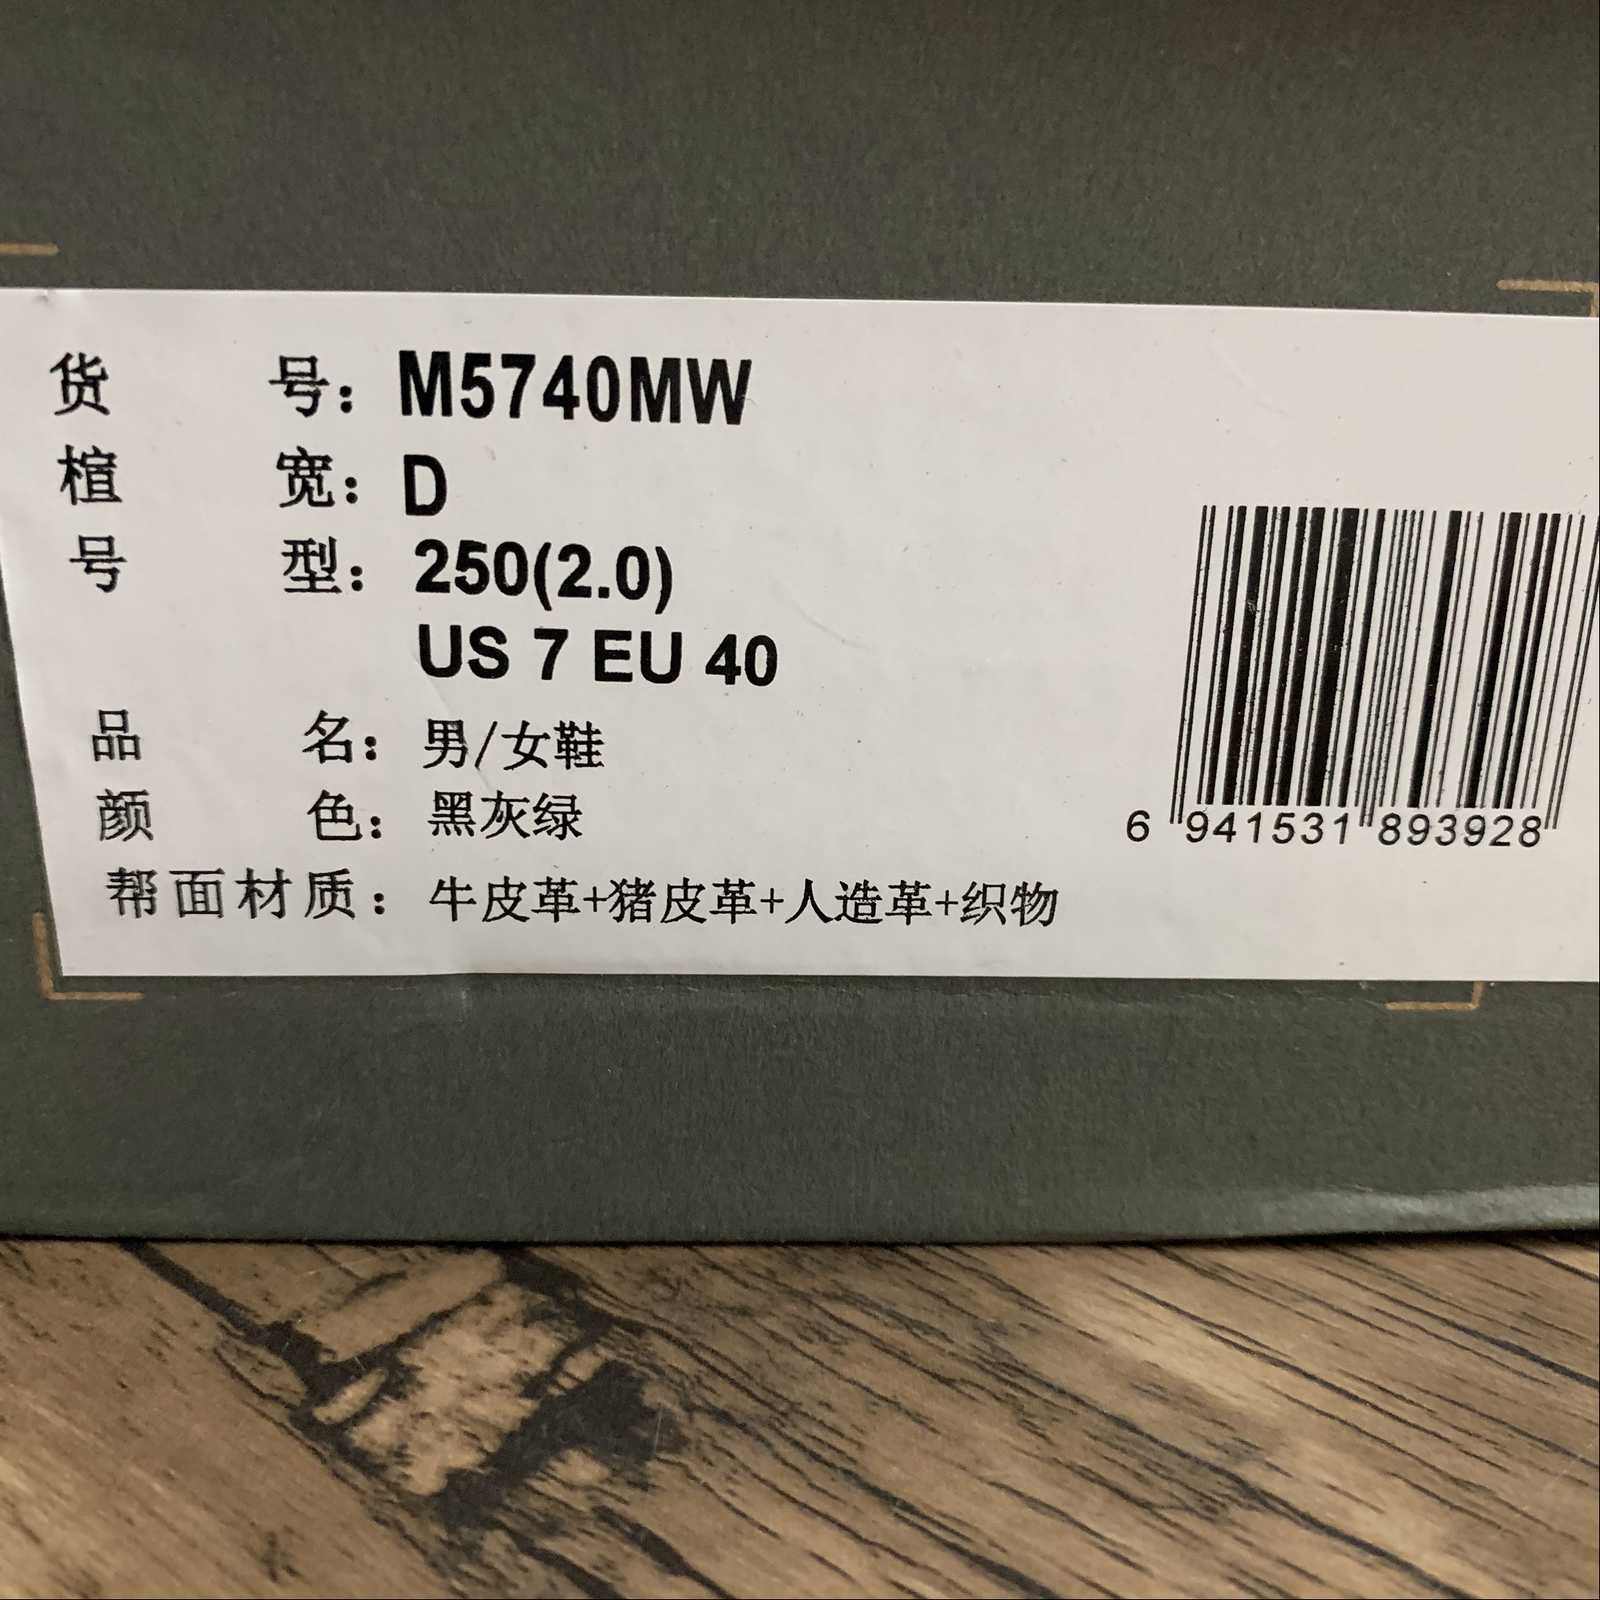 货号：M5740MW
楦宽：D
号型：250(2.0)
US 7 EU 40
品名：男/女鞋
颜色：黑灰绿
帮面材质：牛皮革+猪皮革+人造革+织物
6 941531 893928